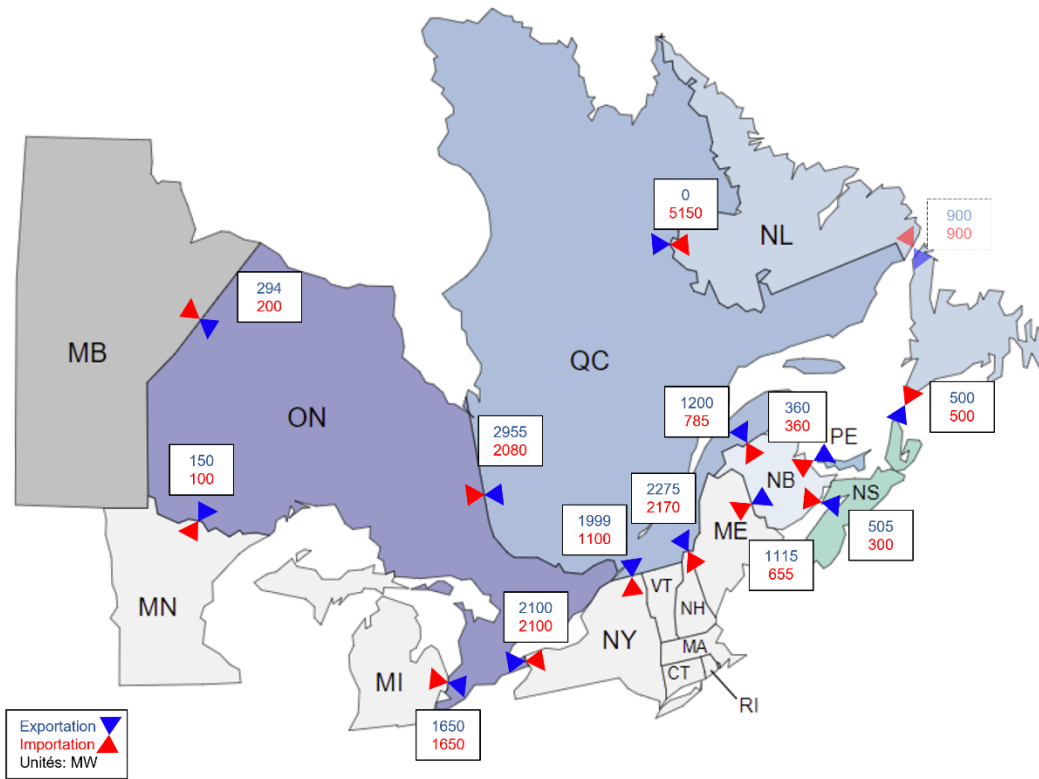 0
5150
NL
900
900
294
200
MB
QC
ON
1200
785
360
360
500
500
PE
2955
2080
150
100
NB
NS
2275
2170
1999
1100
ME
505
300
1115
655
VT
NH
MN
2100
2100
NY
MA
CT
RI
MI
1650
1650
Exportation
Importation
Unités: MW